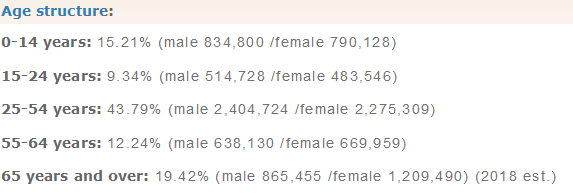 Age structure:
0-14 years: 15.21% (male 834,800 /female 790,128)
15-24 years: 9.34% (male 514,728 /female 483,546)
25-54 years: 43.79% (male 2,404,724 /female 2,275,309)
55-64 years: 12.24% (male 638,130 /female 669,959)
65 years and over: 19.42% (male 865,455 /female 1,209,490) (2018 est.)